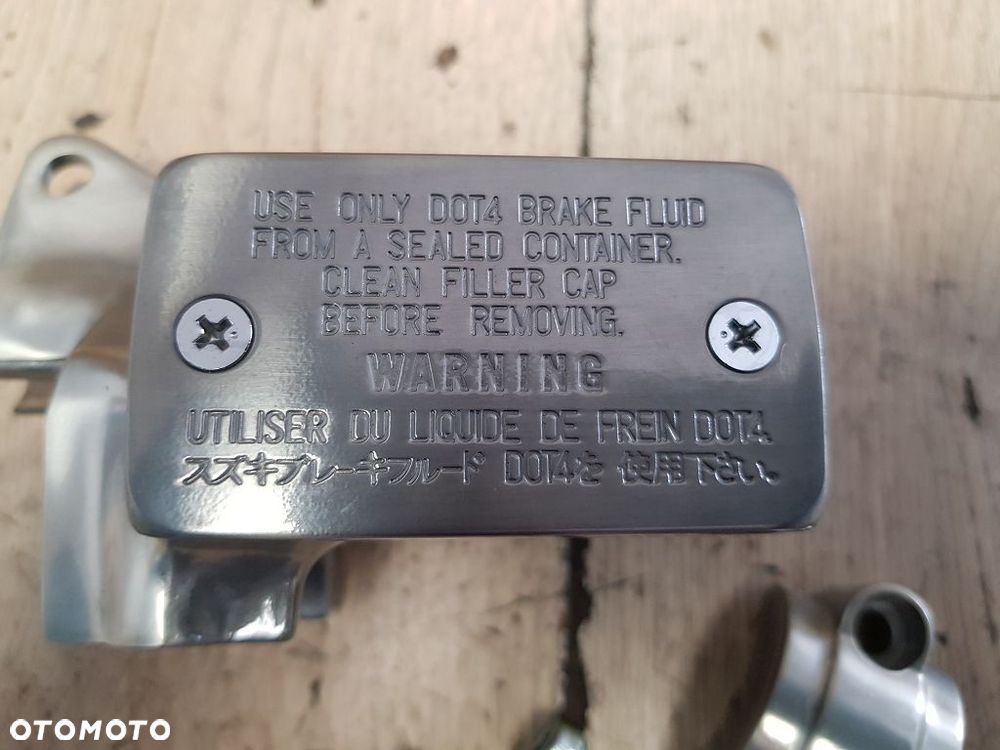 USE ONLY DOT4 BRAKE FLUID
FROM A SEALED CONTAINER.
CLEAN FILLER CAP
BEFORE REMOVING.
WARNING
UTILISER DU LIQUIDE DE FREIN DOT4.
スズキブレーキフルード DOT4を 使用下さい。
OTOMOTO